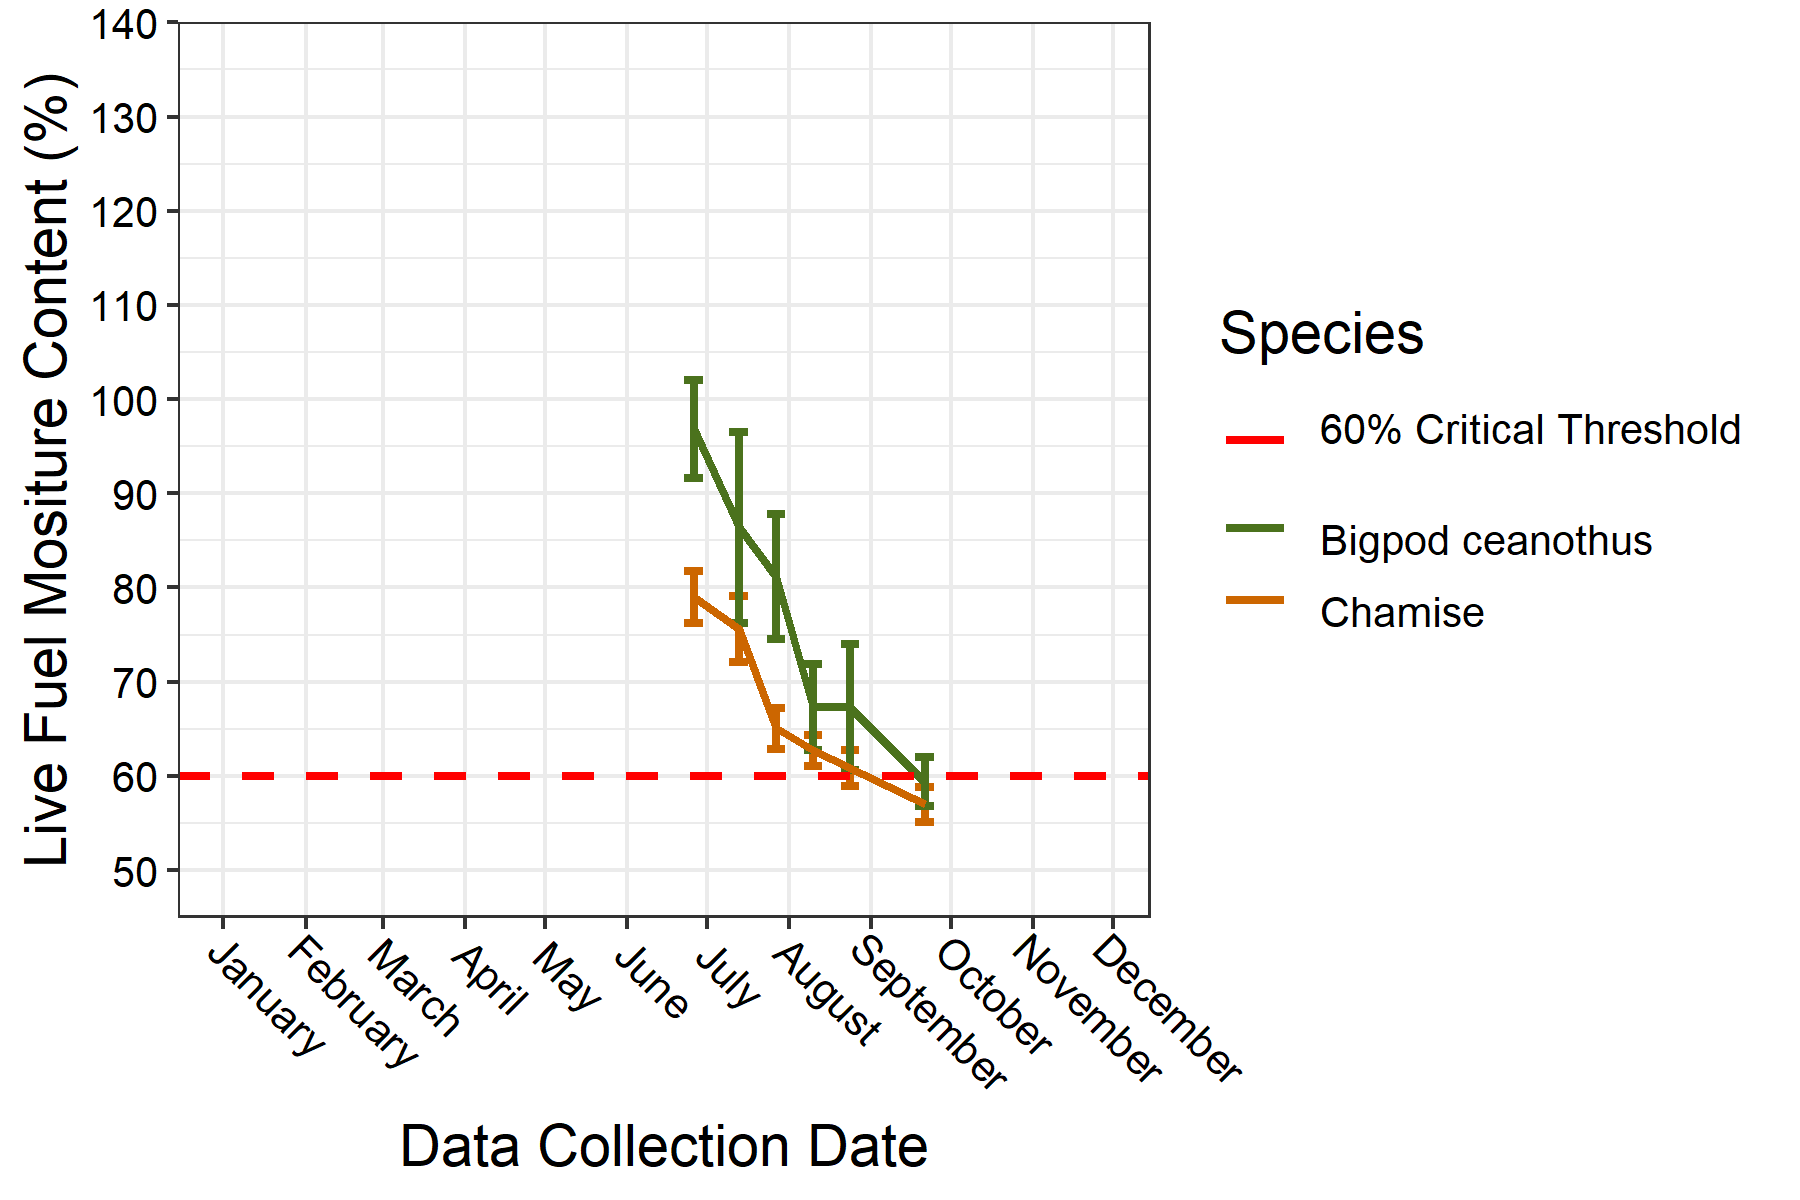 Live Fuel Mositure Content (%)
140
130
120
110
100
90
80
70
60
50
January
February
March
April
May
June
July
August
September
October
November
December
Data Collection Date
Species
60% Critical Threshold
Bigpod ceanothus
Chamise